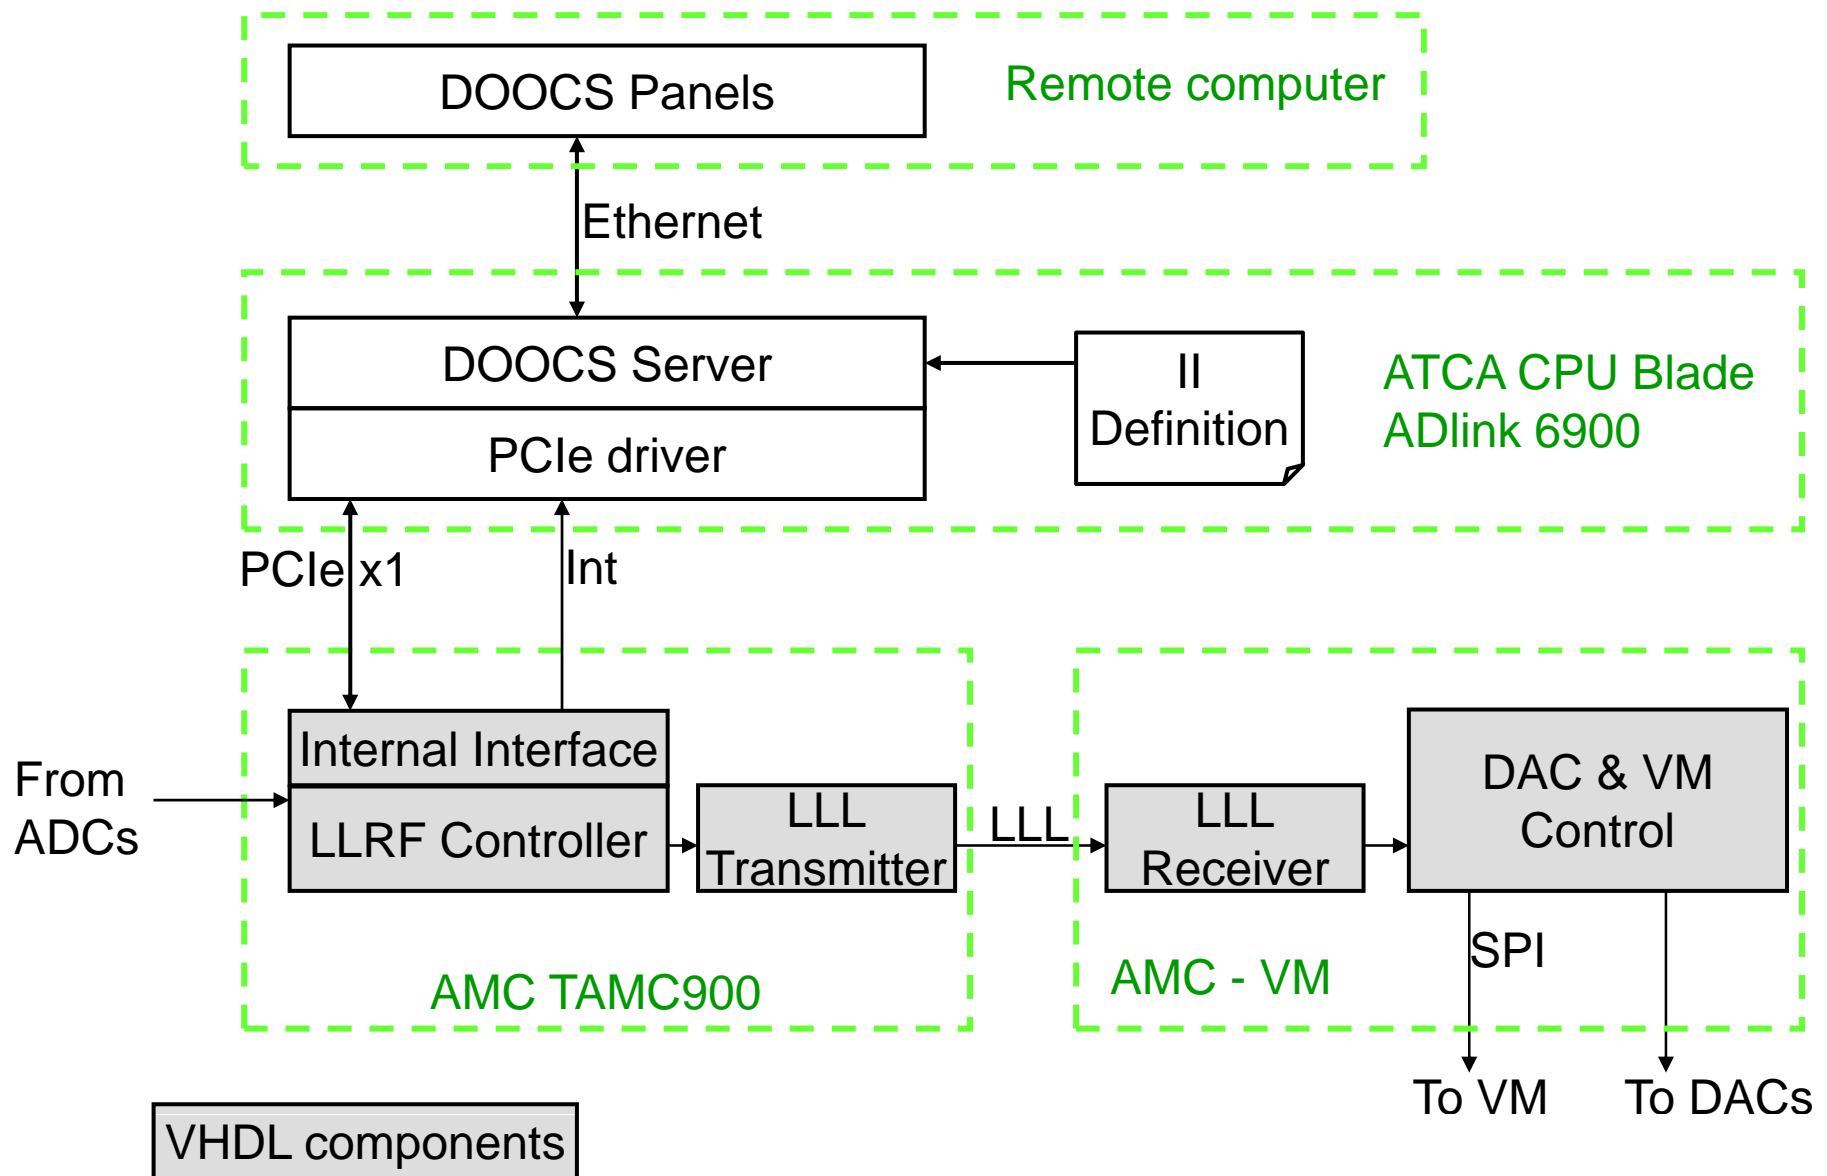 DOOCS Panels
Remote computer
Ethernet
DOOCS Server
PCIe driver
II
Definition
ATCA CPU Blade
ADlink 6900
PCIe x1
Int
From
ADCs
Internal Interface
LLRF Controller
LLL
Transmitter
LLL
LLL
Receiver
DAC & VM
Control
AMC TAMC900
AMC - VM
SPI
To VM
To DACs
VHDL components